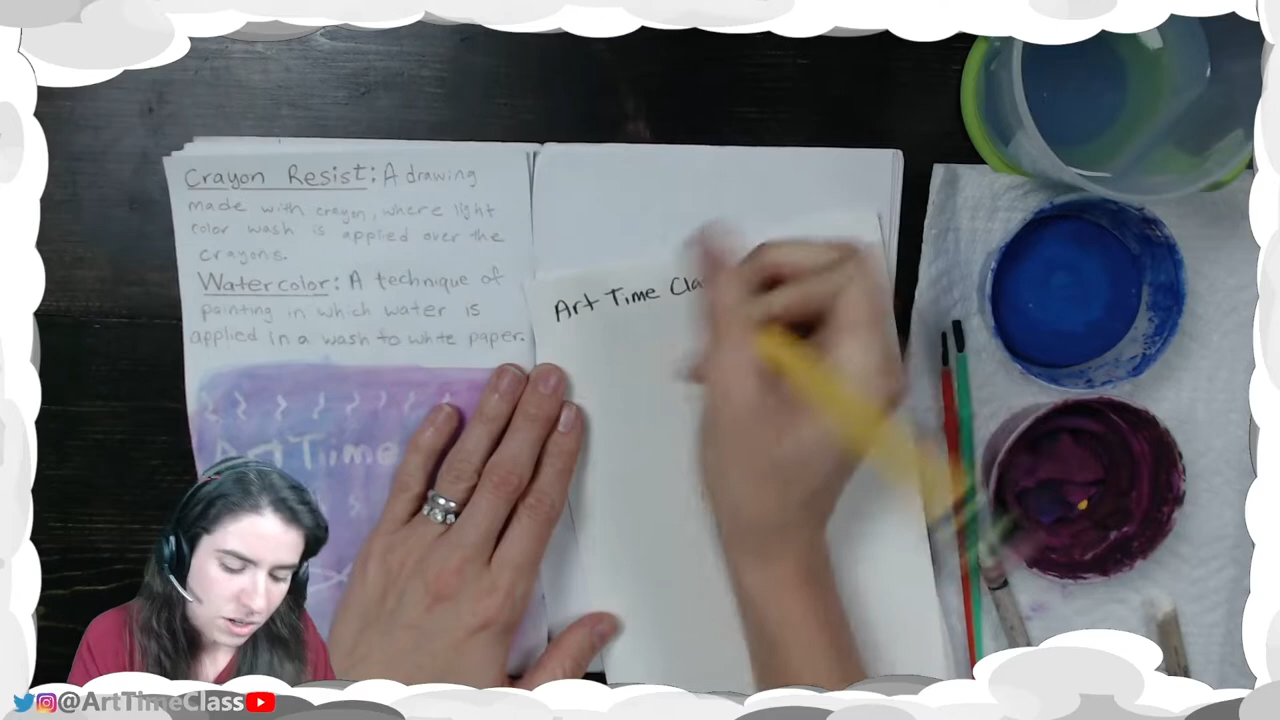 Crayon Resist: A drawing
made with crayon, where light
color wash is applied over the
crayons.
Watercolor: A technique of
painting in which water is
applied in a wash to white paper.
Art Time
Art Time Cla
@ArtTimeClass